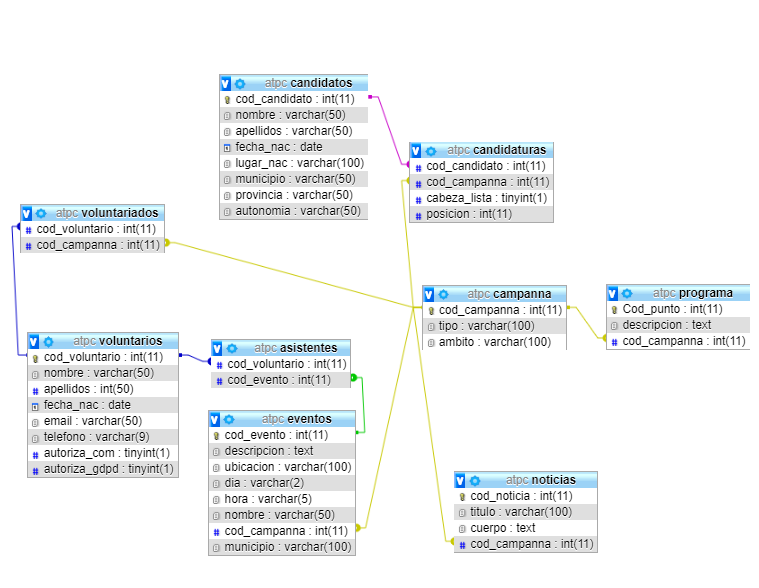 atpc candidatos
cod_candidato : int(11)
nombre : varchar(50)
apellidos : varchar(50)
fecha_nac : date
lugar_nac : varchar(100)
municipio : varchar(50)
provincia : varchar(50)
autonomia : varchar(50)
atpc candidaturas
cod_candidato : int(11)
cod_campanna : int(11)
cabeza_lista : tinyint(1)
posicion : int(11)
atpc voluntariados
cod_voluntario : int(11)
cod_campanna : int(11)
atpc campanna
cod_campanna : int(11)
tipo : varchar(100)
ambito : varchar(100)
atpc programa
Cod_punto : int(11)
descripcion : text
cod_campanna : int(11)
atpc voluntarios
cod_voluntario : int(11)
nombre : varchar(50)
apellidos : int(50)
fecha_nac : date
email : varchar(50)
telefono : varchar(9)
autoriza_com : tinyint(1)
autoriza_gdpd : tinyint(1)
atpc asistentes
cod_voluntario : int(11)
cod_evento : int(11)
atpc eventos
cod_evento : int(11)
descripcion : text
ubicacion : varchar(100)
dia : varchar(2)
hora : varchar(5)
nombre : varchar(50)
cod_campanna : int(11)
municipio : varchar(100)
atpc noticias
cod_noticia : int(11)
titulo : varchar(100)
cuerpo : text
cod_campanna : int(11)